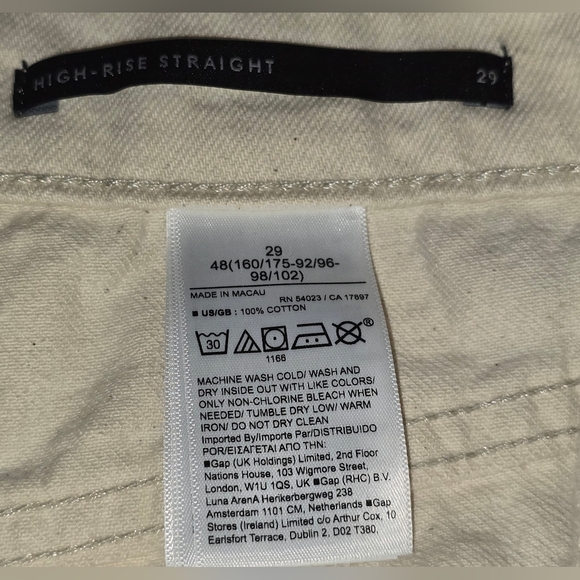 HIGH-RISE STRAIGHT 29
29
48(160/175-92/96-
98/102)
MADE IN MACAU RN 54023 / CA 17897
■ US/GB : 100% COTTON
30 ®
1166
MACHINE WASH COLD/ WASH AND
DRY INSIDE OUT WITH LIKE COLORS/
ONLY NON-CHLORINE BLEACH WHEN
NEEDED/ TUMBLE DRY LOW/ WARM
IRON/ DO NOT DRY CLEAN
Imported By/Importe Par/DISTRIBUIDO
POR/ΕΙΣΑΓΕΤΑΙ ΑΠΟ ΤΗΝ:
■Gap (UK Holdings) Limited, 2nd Floor
Nations House, 103 Wigmore Street,
London, W1U 1QS, UK ■Gap (RHC) B.V.
Luna ArenA Herikerbergweg 238
Amsterdam 1101 CM, Netherlands ■Gap
Stores (Ireland) Limited c/o Arthur Cox, 10
Earlsfort Terrace, Dublin 2, D02 T380,